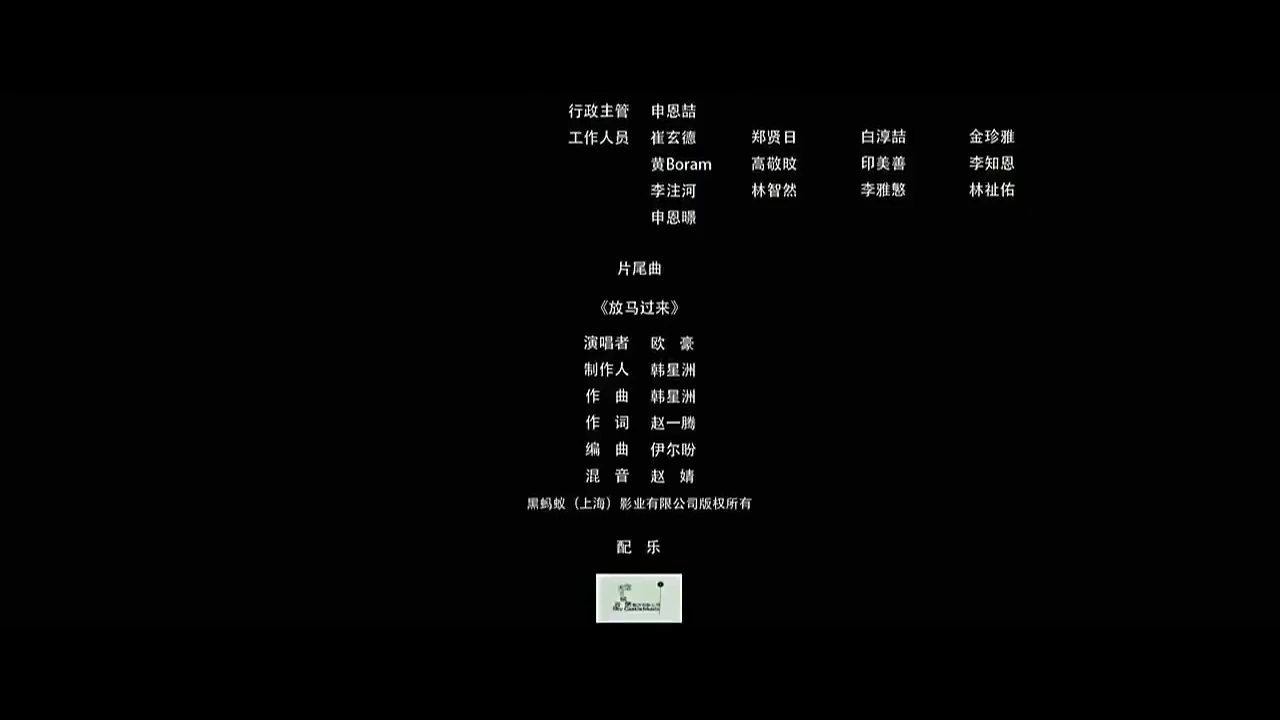 行政主管 申恩喆
工作人员 崔玄德 郑贤日 白淳喆 金珍雅
黄Boram 高敬旼 印美善 李知恩
李注河 林智然 李雅慜 林祉佑
申恩暻
片尾曲
《放马过来》
演唱者 欧 豪
制作人 韩星洲
作 曲 韩星洲
作 词 赵一腾
编 曲 伊尔盼
混 音 赵 婧
黑蚂蚁（上海）影业有限公司版权所有
配 乐